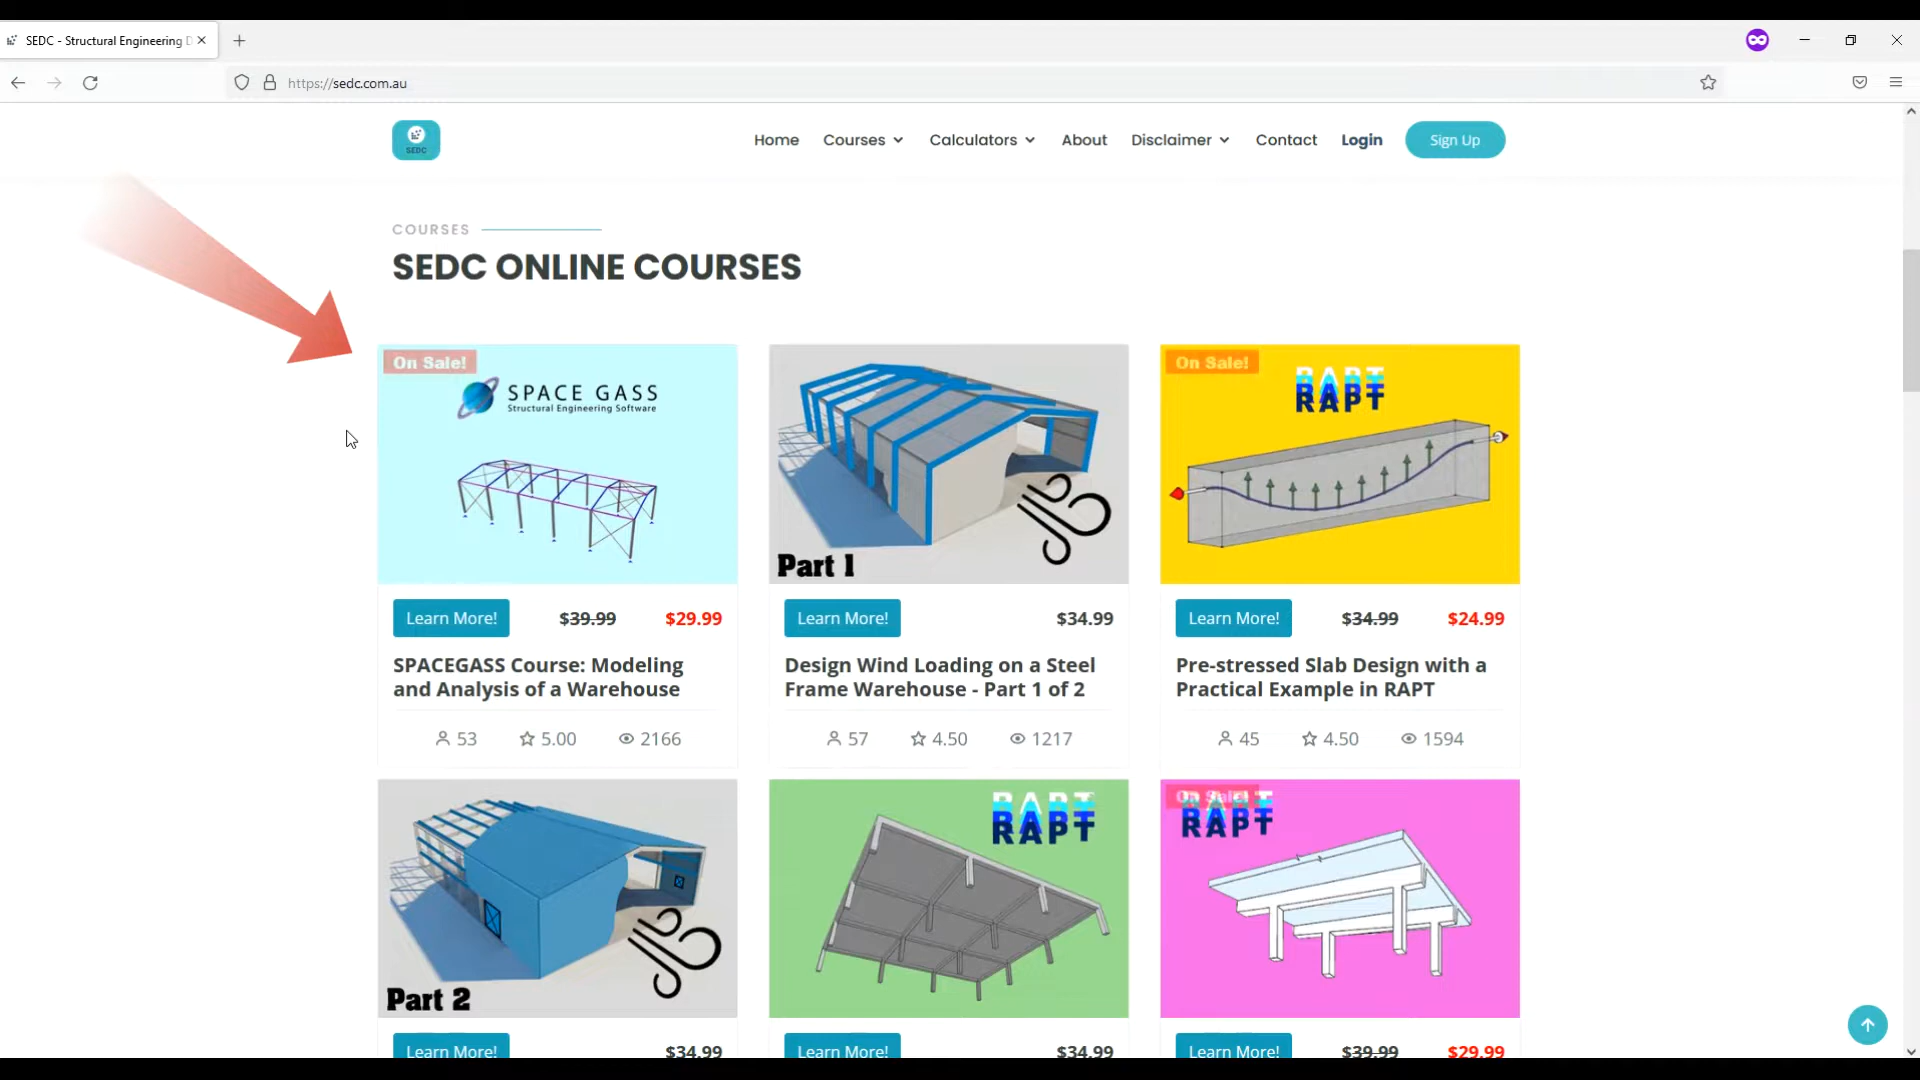 SEDC - Structural Engineering D
https://sedc.com.au
SEDC
Home
Courses
Calculators
About
Disclaimer
Contact
Login
Sign Up
COURSES
SEDC ONLINE COURSES
On Sale!
SPACE GASS
Structural Engineering Software
Learn More!
$39.99
$29.99
SPACEGASS Course: Modeling
and Analysis of a Warehouse
53
5.00
2166
Part 1
Learn More!
$34.99
Design Wind Loading on a Steel
Frame Warehouse - Part 1 of 2
57
4.50
1217
On Sale!
RAPT
RAPT
Learn More!
$34.99
$24.99
Pre-stressed Slab Design with a
Practical Example in RAPT
45
4.50
1594
Part 2
Learn More!
$34.99
RAPT
RAPT
Learn More!
$34.99
On Sale!
RAPT
RAPT
Learn More!
$39.99
$29.99